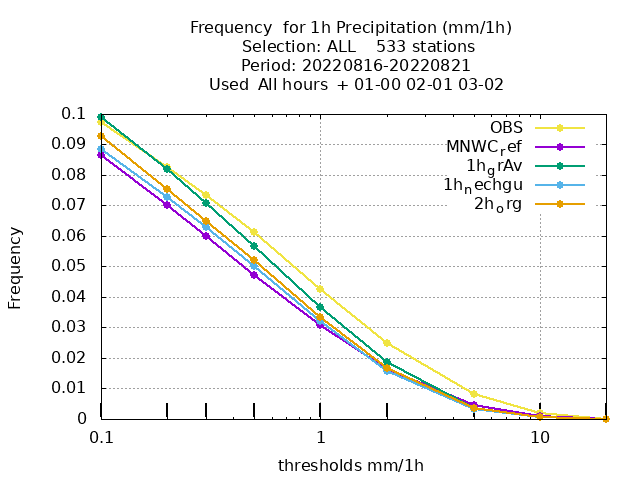 Frequency  for 1h Precipitation (mm/1h)
Selection: ALL    533 stations
Period: 20220816-20220821
Used  All hours  + 01-00 02-01 03-02
OBS
MNWC_ref
1h_grAv
1h_nechgu
2h_org
0.1
0.09
0.08
0.07
0.06
0.05
0.04
0.03
0.02
0.01
0
Frequency
0.1 1 10
thresholds mm/1h